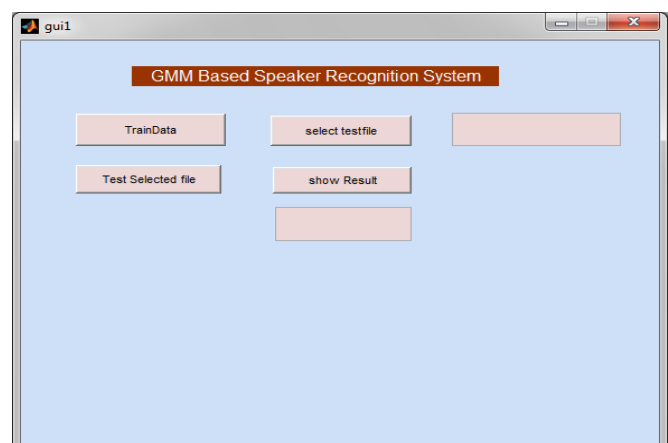 gui1
GMM Based Speaker Recognition System
TrainData
select testfile
Test Selected file
show Result